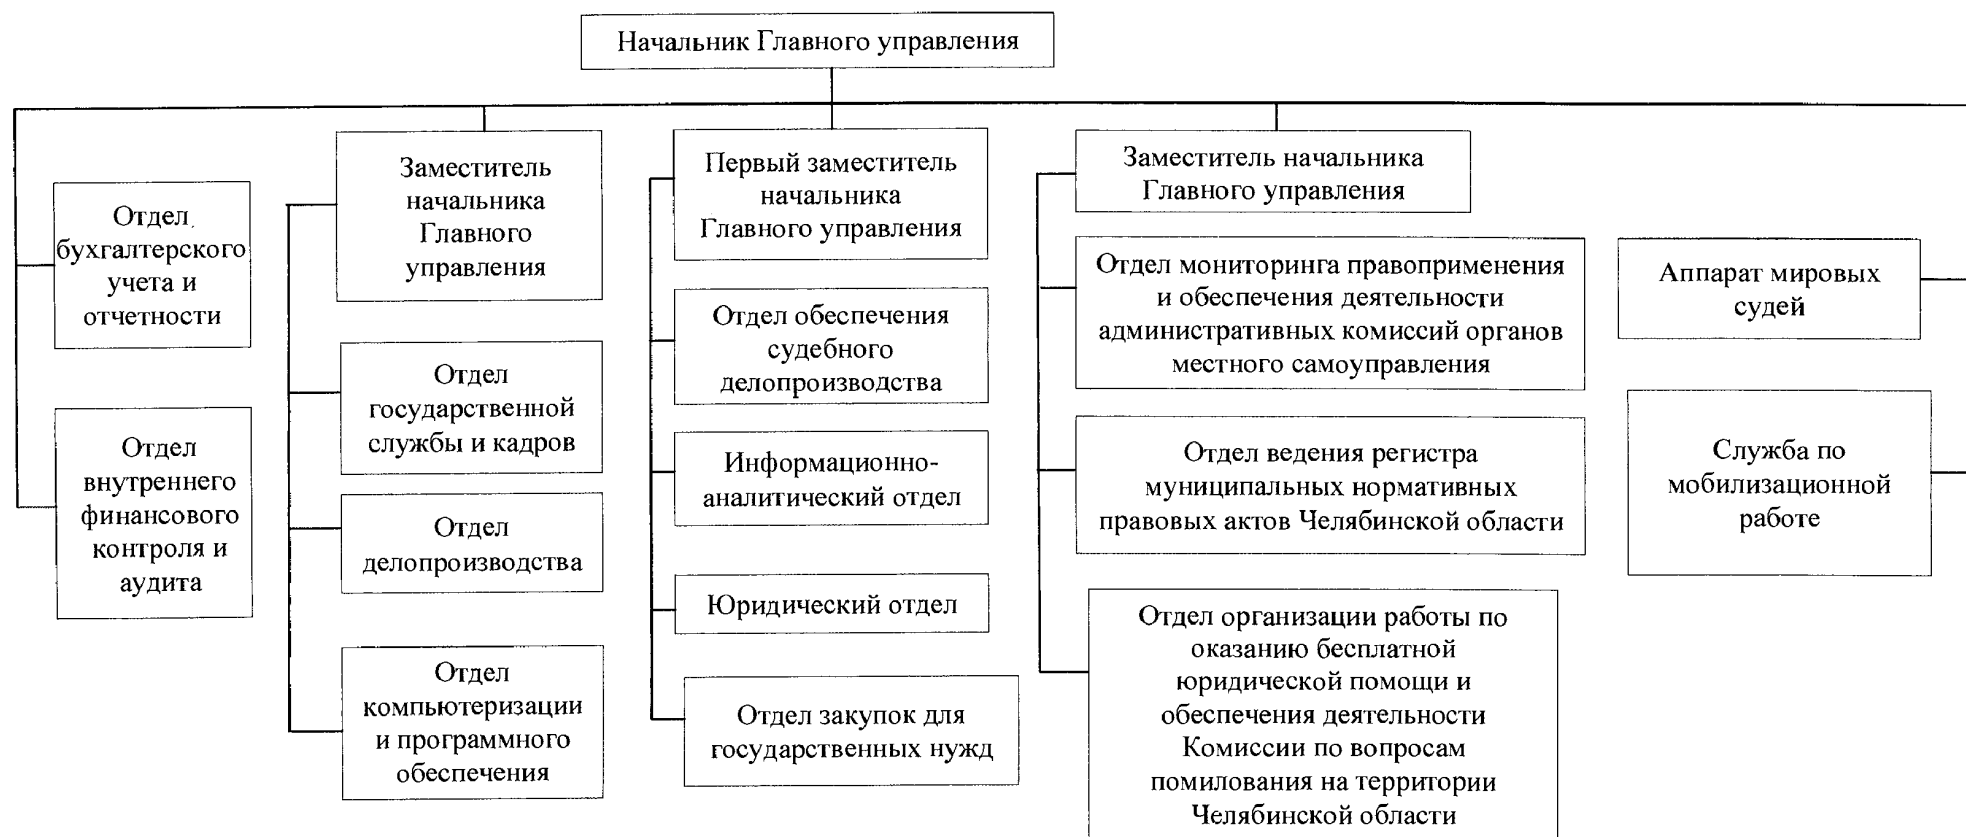 Начальник Главного управления
Отдел
бухгалтерского
учета и
отчетности
Отдел
внутреннего
финансового
контроля и
аудита
Заместитель
начальника
Главного
управления
Отдел
государственной
службы и кадров
Отдел
делопроизводства
Отдел
компьютеризации
и программного
обеспечения
Первый заместитель
начальника
Главного управления
Отдел обеспечения
судебного
делопроизводства
Информационно-
аналитический отдел
Юридический отдел
Отдел закупок для
государственных нужд
Заместитель начальника
Главного управления
Отдел мониторинга правоприменения
и обеспечения деятельности
административных комиссий органов
местного самоуправления
Отдел ведения регистра
муниципальных нормативных
правовых актов Челябинской области
Отдел организации работы по
оказанию бесплатной
юридической помощи и
обеспечения деятельности
Комиссии по вопросам
помилования на территории
Челябинской области
Аппарат мировых
судей
Служба по
мобилизационной
работе